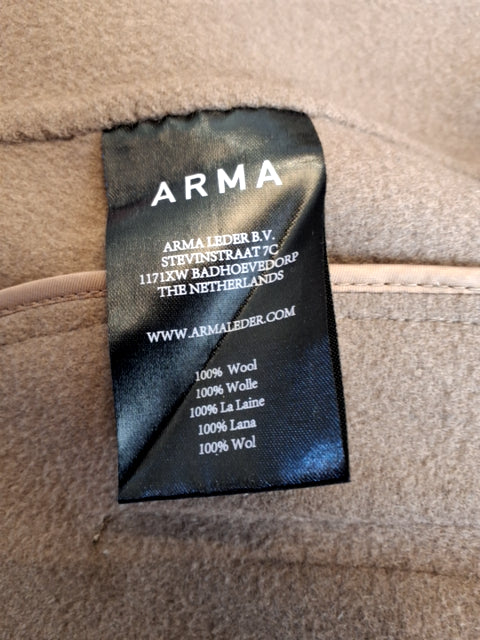 ARMA
ARMA LEDER B.V.
STEVINSTRAAT 7C
1171XW BADHOEVEDORP
THE NETHERLANDS
WWW.ARMALEDER.COM
100% Wool
100% Wolle
100% La Laine
100% Lana
100% Wol